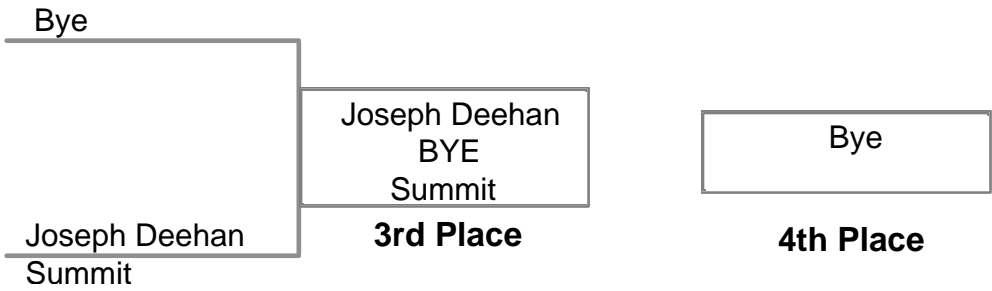 Bye
Joseph Deehan
BYE
Summit
3rd Place
Bye
4th Place
Joseph Deehan
Summit